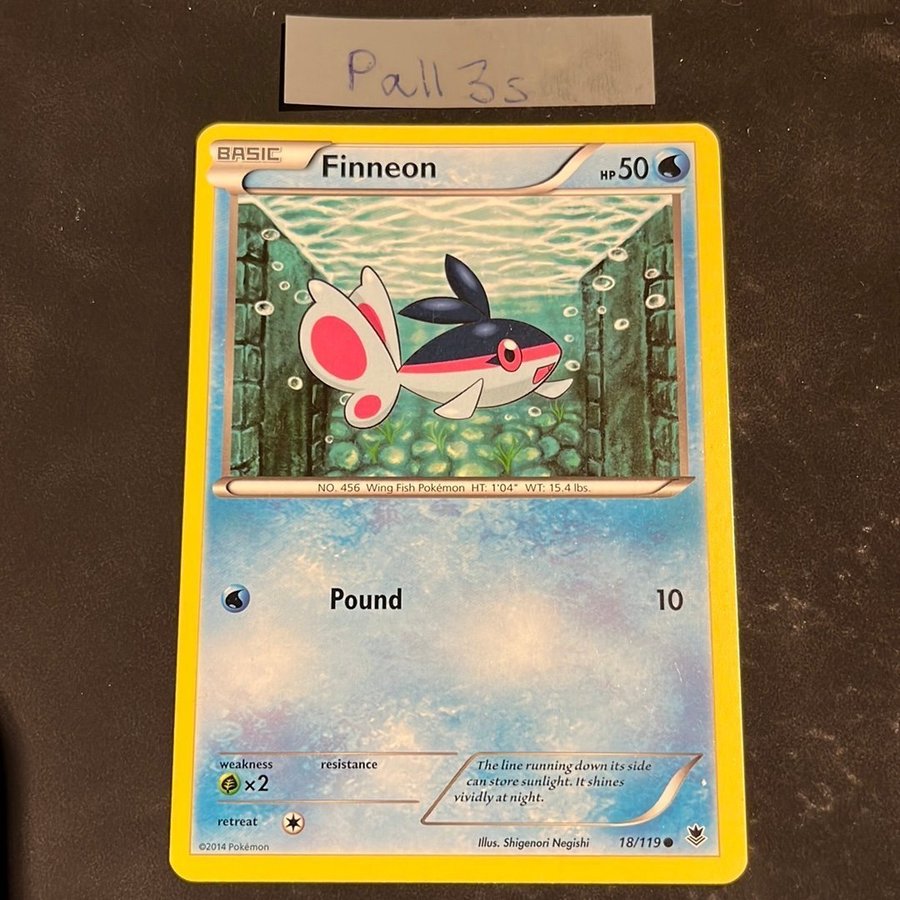 Pall 3s
BASIC Finneon HP 50
NO. 456 Wing Fish Pokémon HT: 1'04" WT: 15.4 lbs.
Pound 10
weakness resistance
×2
retreat
The line running down its side
can store sunlight. It shines
vividly at night.
©2014 Pokémon Illus. Shigenori Negishi 18/119